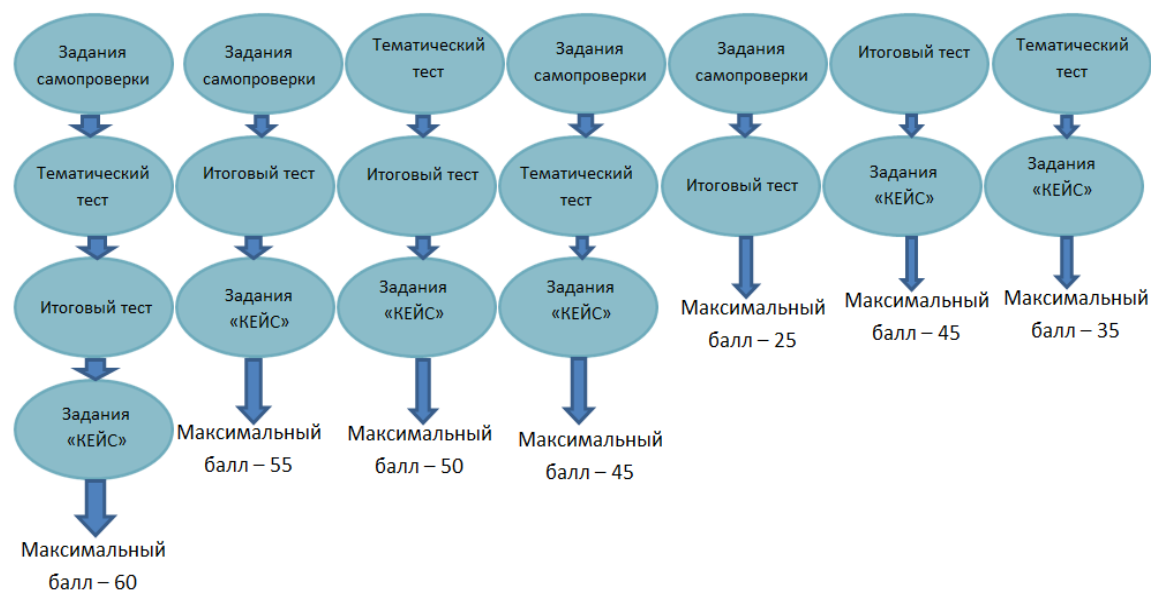 Задания
самопроверки
Тематический
тест
Итоговый тест
Задания
«КЕЙС»
Максимальный
балл – 60
Задания
самопроверки
Итоговый тест
Задания
«КЕЙС»
Максимальный
балл – 55
Тематический
тест
Итоговый тест
Задания
«КЕЙС»
Максимальный
балл – 50
Задания
самопроверки
Тематический
тест
Задания
«КЕЙС»
Максимальный
балл – 45
Задания
самопроверки
Итоговый тест
Максимальный
балл – 25
Итоговый тест
Задания
«КЕЙС»
Максимальный
балл – 45
Тематический
тест
Задания
«КЕЙС»
Максимальный
балл – 35